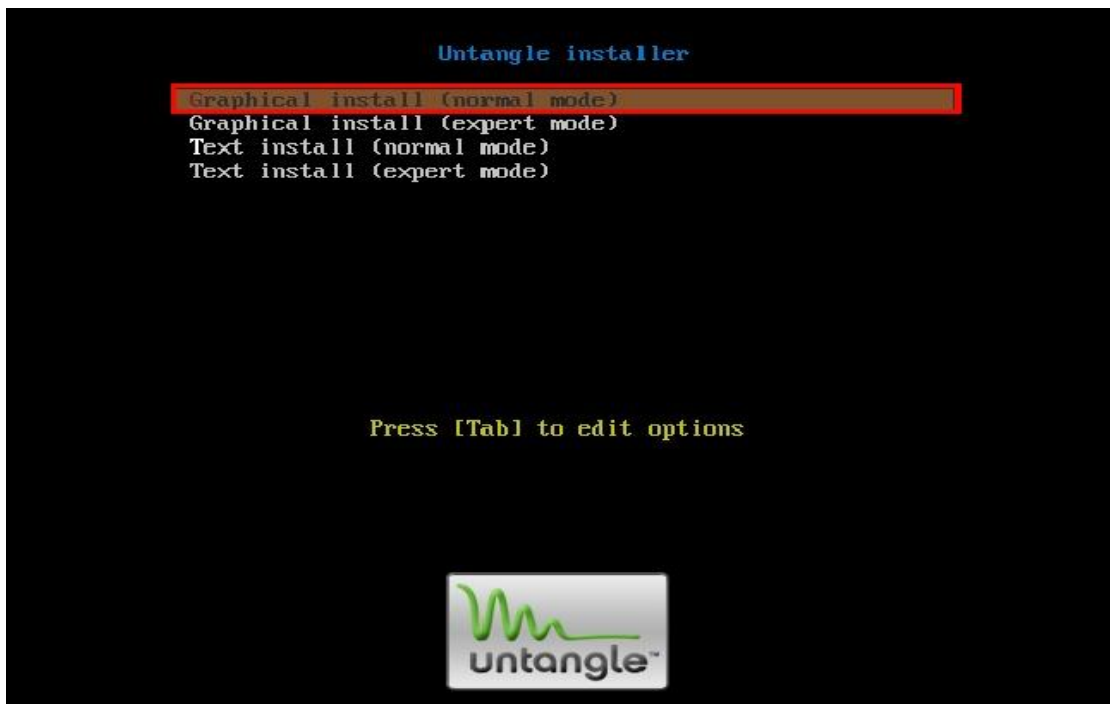 Untangle installer
Graphical install (normal mode)
Graphical install (expert mode)
Text install (normal mode)
Text install (expert mode)
Press [Tab] to edit options
untangle™